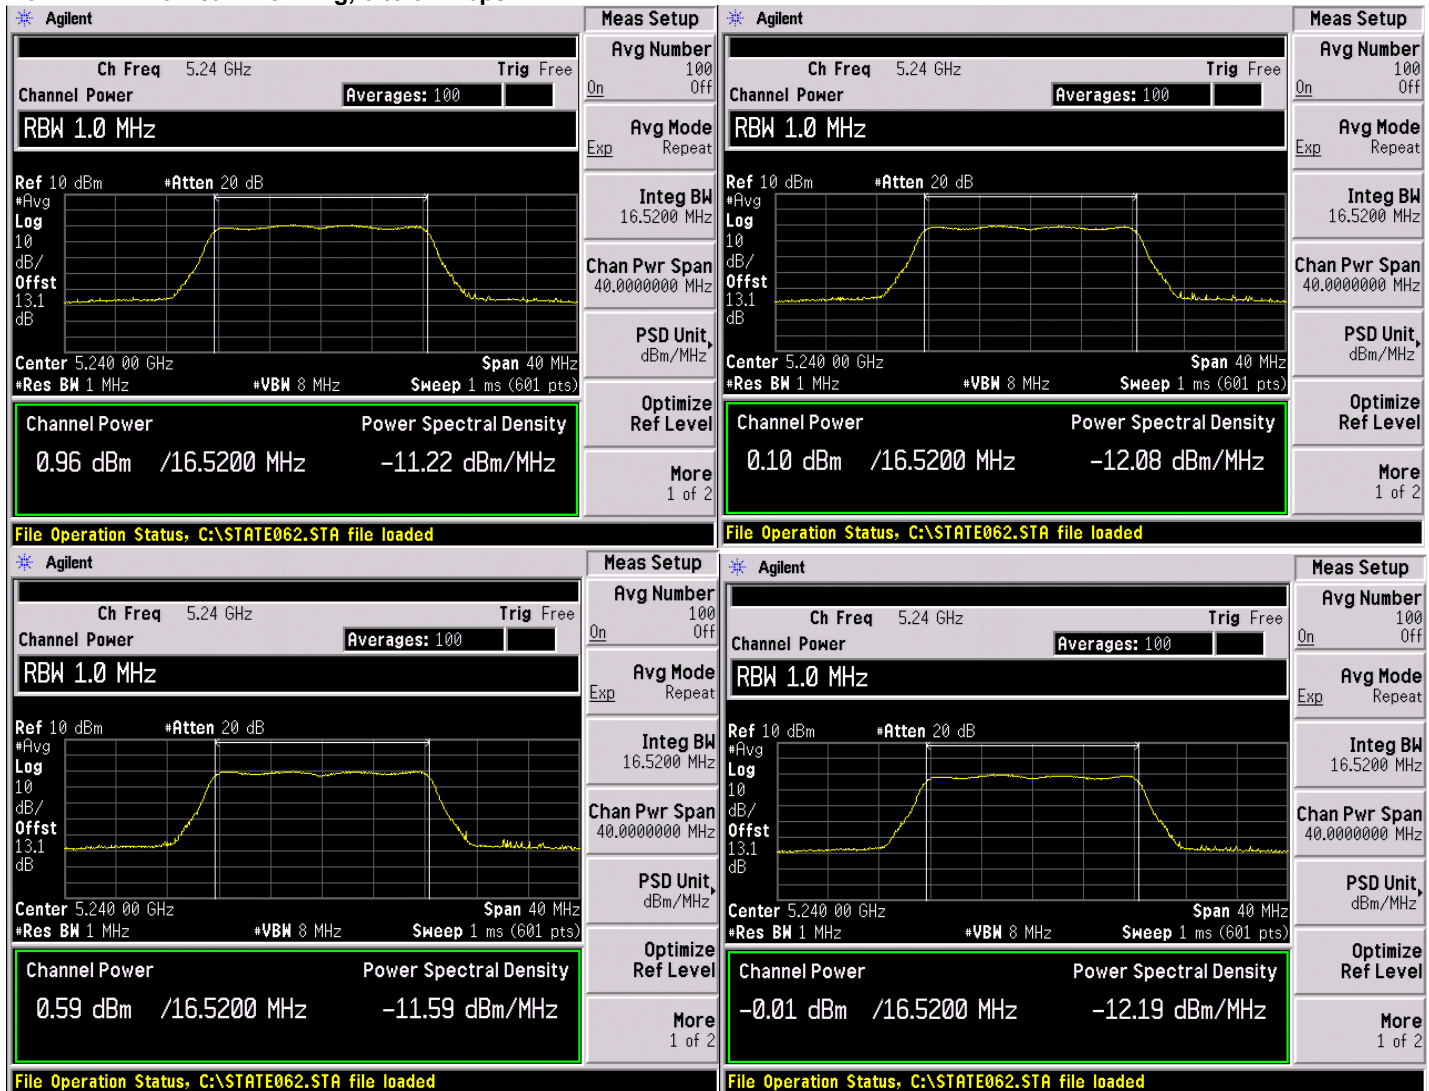 Agilent
Meas Setup
Ch Freq 5.24 GHz
Trig Free
Channel Power
Averages: 100
RBW 1.0 MHz
Ref 10 dBm
#Atten 20 dB
#Avg
Log
10
dB/
Offst
13.1
dB
Center 5.240 00 GHz
Span 40 MHz
#Res BW 1 MHz
#VBW 8 MHz
Sweep 1 ms (601 pts)
Channel Power
Power Spectral Density
0.96 dBm /16.5200 MHz
-11.22 dBm/MHz
File Operation Status, C:\STATE062.STA file loaded
Avg Number
100
On Off
Avg Mode
Exp Repeat
Integ BW
16.5200 MHz
Chan Pwr Span
40.0000000 MHz
PSD Unit
dBm/MHz
Optimize
Ref Level
More
1 of 2
Agilent
Meas Setup
Ch Freq 5.24 GHz
Trig Free
Channel Power
Averages: 100
RBW 1.0 MHz
Ref 10 dBm
#Atten 20 dB
#Avg
Log
10
dB/
Offst
13.1
dB
Center 5.240 00 GHz
Span 40 MHz
#Res BW 1 MHz
#VBW 8 MHz
Sweep 1 ms (601 pts)
Channel Power
Power Spectral Density
0.10 dBm /16.5200 MHz
-12.08 dBm/MHz
File Operation Status, C:\STATE062.STA file loaded
Avg Number
100
On Off
Avg Mode
Exp Repeat
Integ BW
16.5200 MHz
Chan Pwr Span
40.0000000 MHz
PSD Unit
dBm/MHz
Optimize
Ref Level
More
1 of 2
Agilent
Meas Setup
Ch Freq 5.24 GHz
Trig Free
Channel Power
Averages: 100
RBW 1.0 MHz
Ref 10 dBm
#Atten 20 dB
#Avg
Log
10
dB/
Offst
13.1
dB
Center 5.240 00 GHz
Span 40 MHz
#Res BW 1 MHz
#VBW 8 MHz
Sweep 1 ms (601 pts)
Channel Power
Power Spectral Density
0.59 dBm /16.5200 MHz
-11.59 dBm/MHz
File Operation Status, C:\STATE062.STA file loaded
Avg Number
100
On Off
Avg Mode
Exp Repeat
Integ BW
16.5200 MHz
Chan Pwr Span
40.0000000 MHz
PSD Unit
dBm/MHz
Optimize
Ref Level
More
1 of 2
Agilent
Meas Setup
Ch Freq 5.24 GHz
Trig Free
Channel Power
Averages: 100
RBW 1.0 MHz
Ref 10 dBm
#Atten 20 dB
#Avg
Log
10
dB/
Offst
13.1
dB
Center 5.240 00 GHz
Span 40 MHz
#Res BW 1 MHz
#VBW 8 MHz
Sweep 1 ms (601 pts)
Channel Power
Power Spectral Density
-0.01 dBm /16.5200 MHz
-12.19 dBm/MHz
File Operation Status, C:\STATE062.STA file loaded
Avg Number
100
On Off
Avg Mode
Exp Repeat
Integ BW
16.5200 MHz
Chan Pwr Span
40.0000000 MHz
PSD Unit
dBm/MHz
Optimize
Ref Level
More
1 of 2